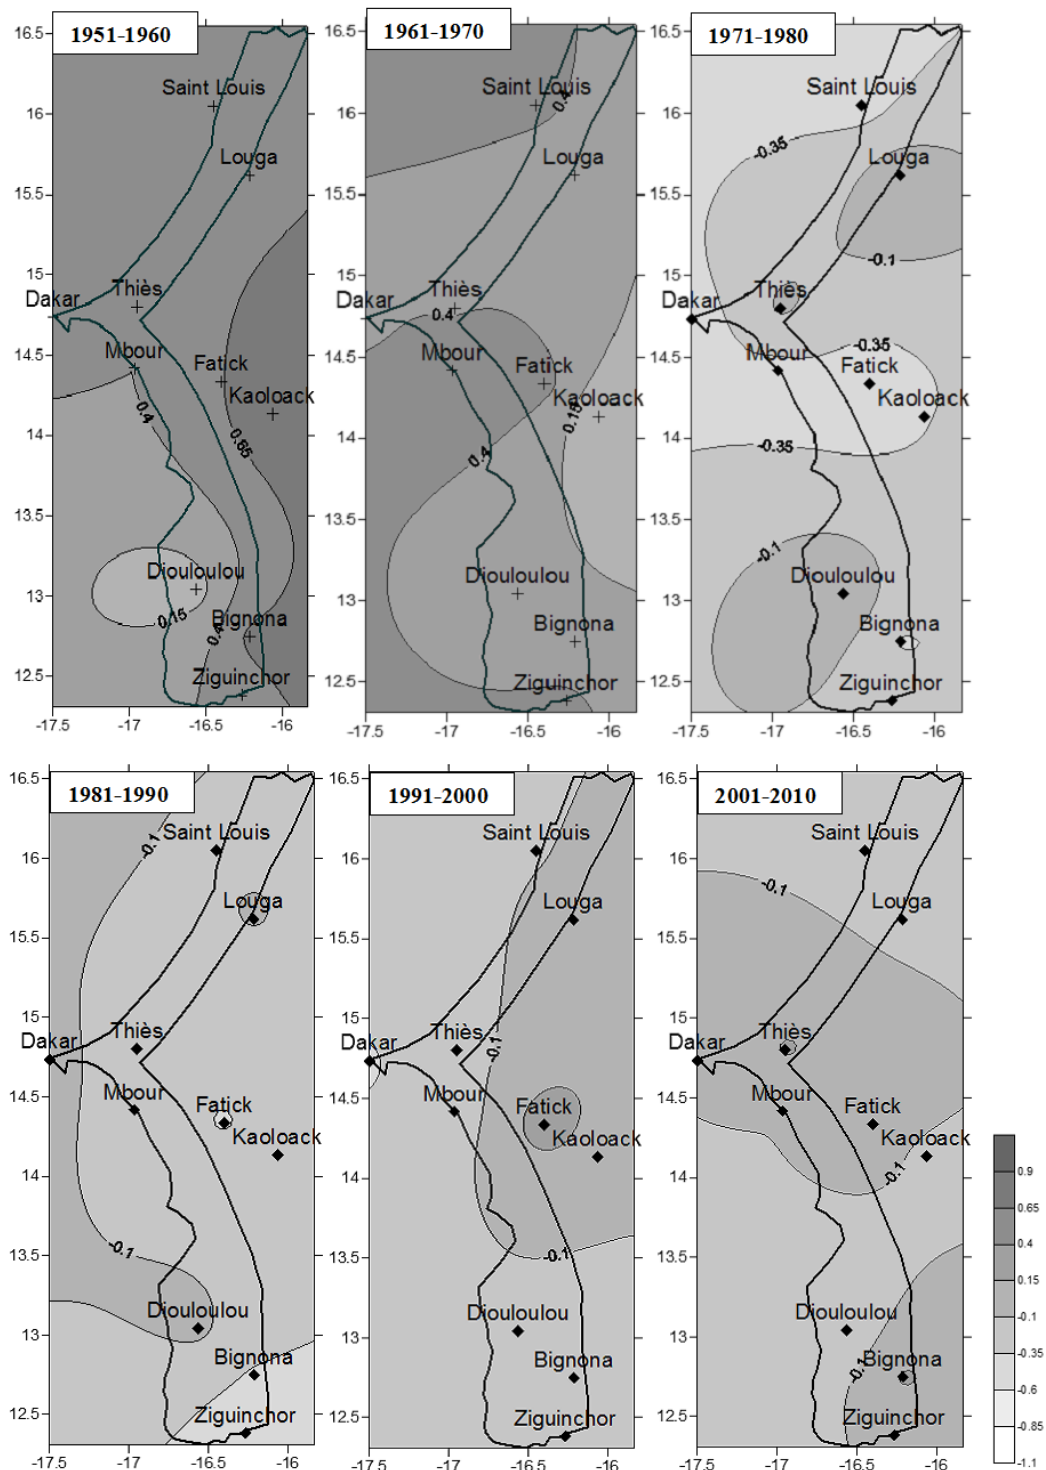 1951-1960
16.5
16
15.5
15
14.5
14
13.5
13
12.5
-17.5 -17 -16.5 -16
Saint Louis
Louga
Thiès
Dakar
Mbour
Fatick
Kaoloack
0.4
0.65
Diouloulou
0.15
Bignona
0.4
Ziguinchor
1961-1970
16.5
16
15.5
15
14.5
14
13.5
13
12.5
-17.5 -17 -16.5 -16
Saint Louis
0.4
Louga
Thiès
Dakar
0.4
Mbour
Fatick
Kaoloack
0.15
0.4
Diouloulou
Bignona
Ziguinchor
1971-1980
16.5
16
15.5
15
14.5
14
13.5
13
12.5
-17.5 -17 -16.5 -16
Saint Louis
-0.35
Louga
-0.1
Thiès
Dakar
Mbour
-0.35
Fatick
Kaoloack
-0.35
-0.1
Diouloulou
Bignona
Ziguinchor
1981-1990
16.5
16
15.5
15
14.5
14
13.5
13
12.5
-17.5 -17 -16.5 -16
Saint Louis
-0.1
Louga
Thiès
Dakar
Mbour
Fatick
Kaoloack
-0.1
Diouloulou
Bignona
Ziguinchor
1991-2000
16.5
16
15.5
15
14.5
14
13.5
13
12.5
-17.5 -17 -16.5 -16
Saint Louis
Louga
Thiès
-0.1
Dakar
Mbour
Fatick
Kaoloack
-0.1
Diouloulou
Bignona
Ziguinchor
2001-2010
16.5
16
15.5
15
14.5
14
13.5
13
12.5
-17.5 -17 -16.5 -16
Saint Louis
-0.1
Louga
Thiès
Dakar
Mbour
Fatick
Kaoloack
-0.1
Diouloulou
-0.1
Bignona
Ziguinchor
0.9
0.65
0.4
0.15
-0.1
-0.35
-0.6
-0.85
-1.1